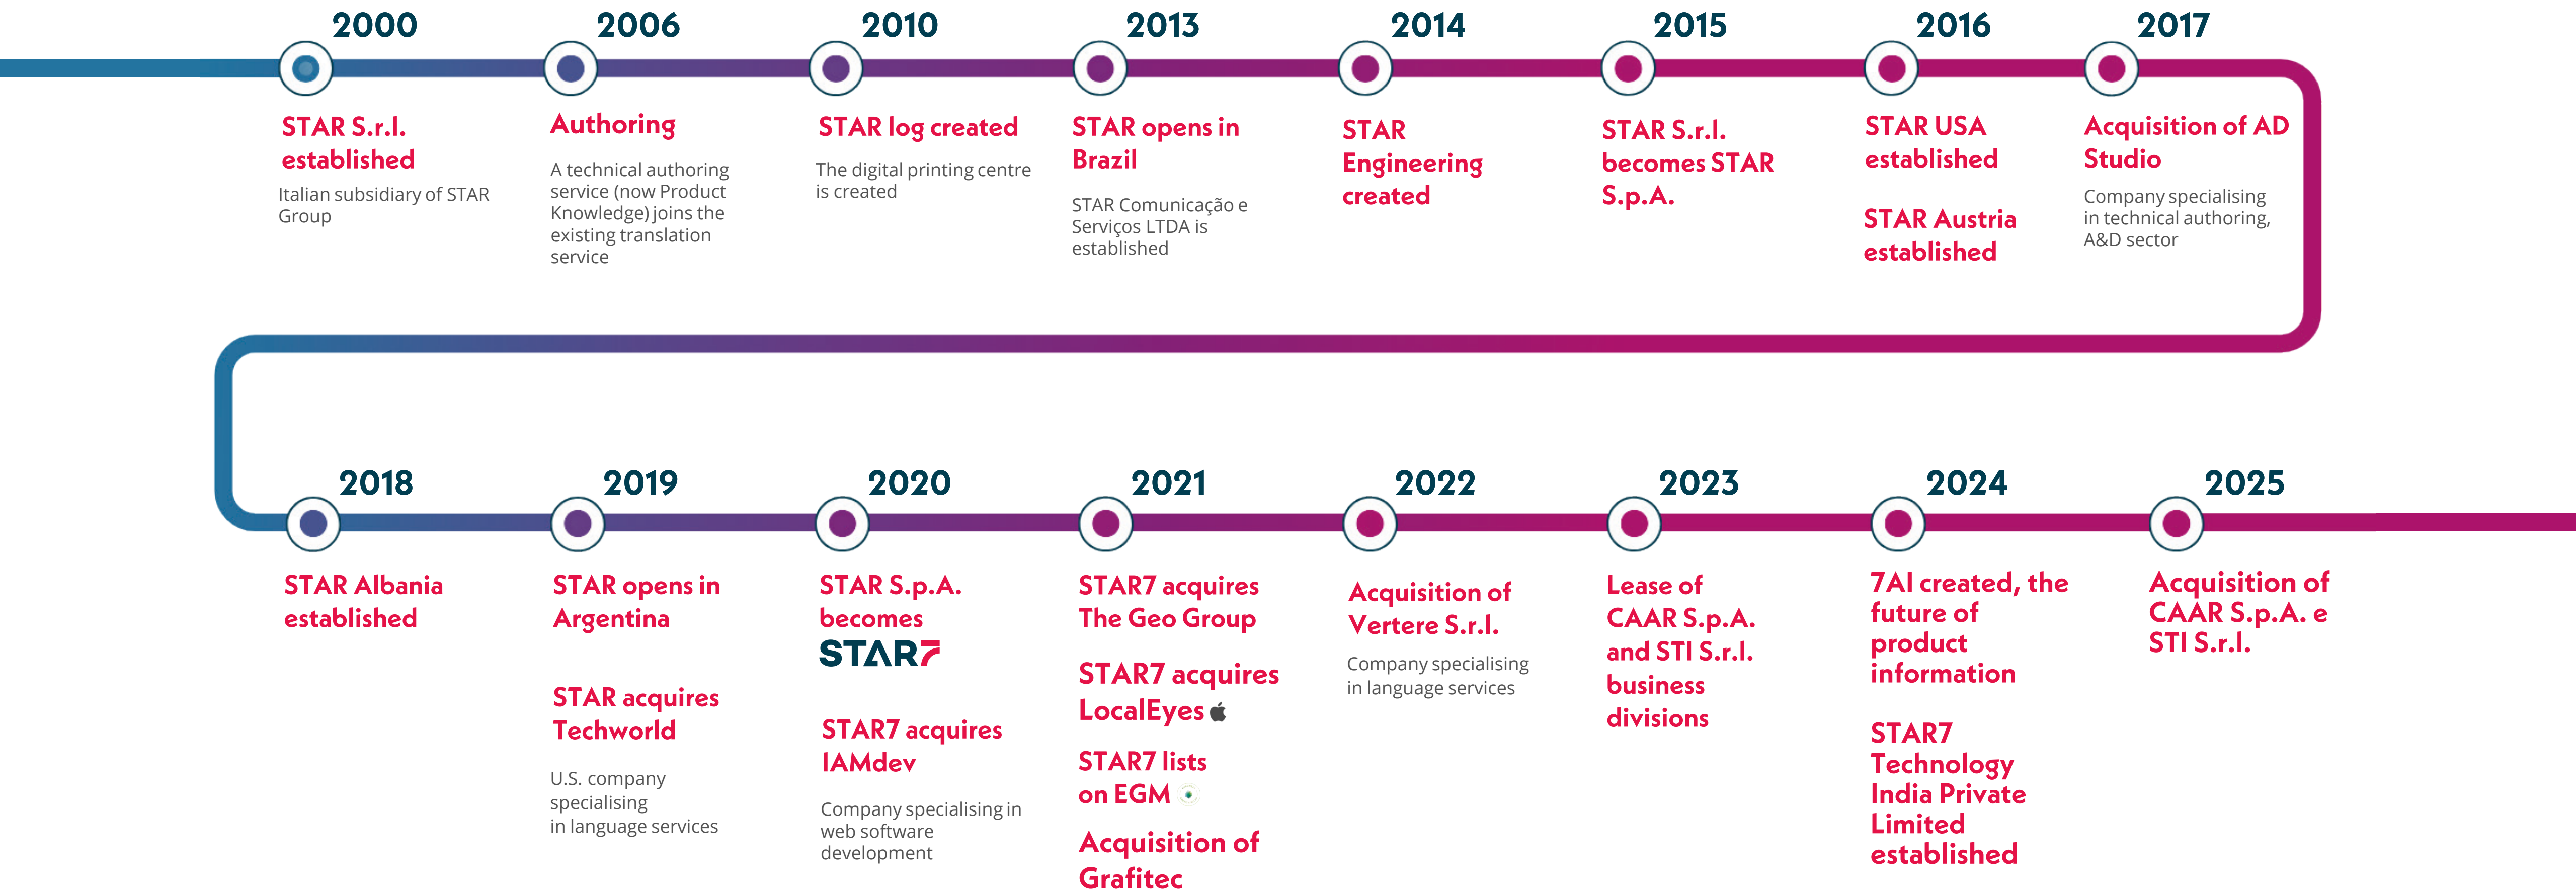 2000
STAR S.r.l.
established
Italian subsidiary of STAR
Group
2006
Authoring
A technical authoring
service (now Product
Knowledge) joins the
existing translation
service
2010
STAR log created
The digital printing centre
is created
2013
STAR opens in
Brazil
STAR Comunicação e
Serviços LTDA is
established
2014
STAR
Engineering
created
2015
STAR S.r.l.
becomes STAR
S.p.A.
2016
STAR USA
established
STAR Austria
established
2017
Acquisition of AD
Studio
Company specialising
in technical authoring,
A&D sector
2018
STAR Albania
established
2019
STAR opens in
Argentina
STAR acquires
Techworld
U.S. company
specialising
in language services
2020
STAR S.p.A.
becomes
STAR7
STAR7 acquires
IAMdev
Company specialising in
web software
development
2021
STAR7 acquires
The Geo Group
STAR7 acquires
LocalEyes
STAR7 lists
on EGM
Acquisition of
Grafitec
2022
Acquisition of
Vertere S.r.l.
Company specialising
in language services
2023
Lease of
CAAR S.p.A.
and STI S.r.l.
business
divisions
2024
7AI created, the
future of
product
information
STAR7
Technology
India Private
Limited
established
2025
Acquisition of
CAAR S.p.A. e
STI S.r.l.